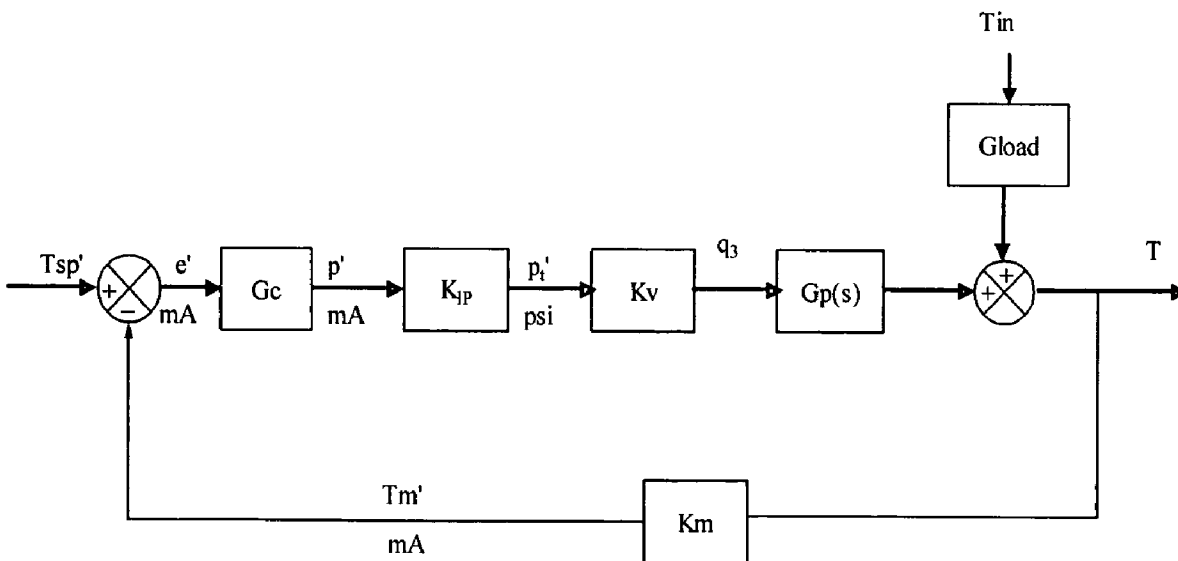 Tin
Gload
Tsp'
+
−
e'
mA
Gc
p'
mA
K_IP
p_t'
psi
Kv
q_3
Gp(s)
+
+
T
Tm'
mA
Km